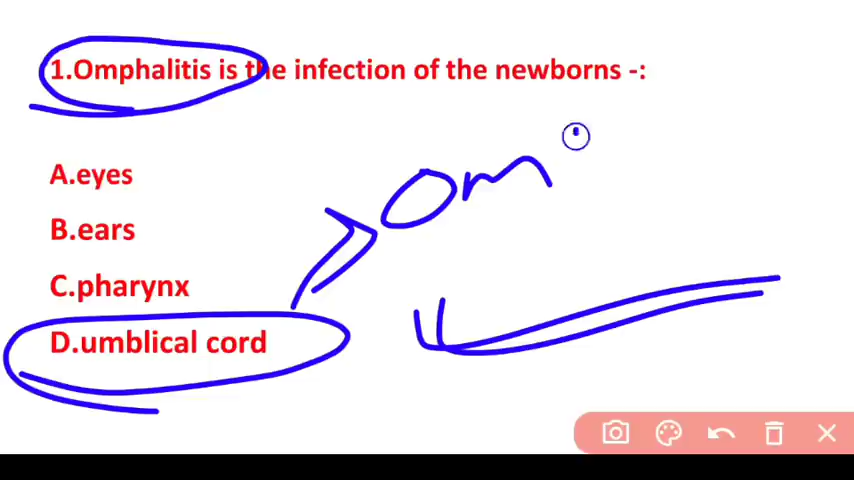 1.Omphalitis is the infection of the newborns -:
A.eyes
om
B.ears
C.pharynx
D.umblical cord